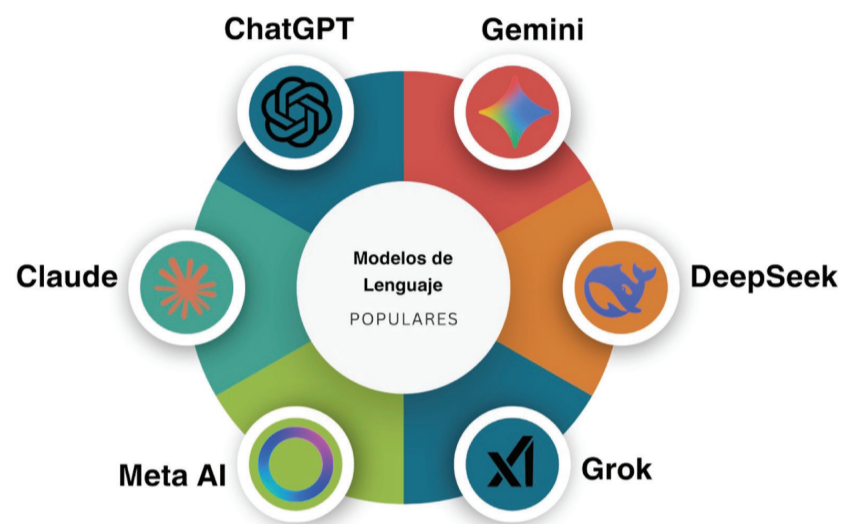 ChatGPT
Gemini
Claude
Modelos de
Lenguaje
POPULARES
DeepSeek
Meta AI
Grok